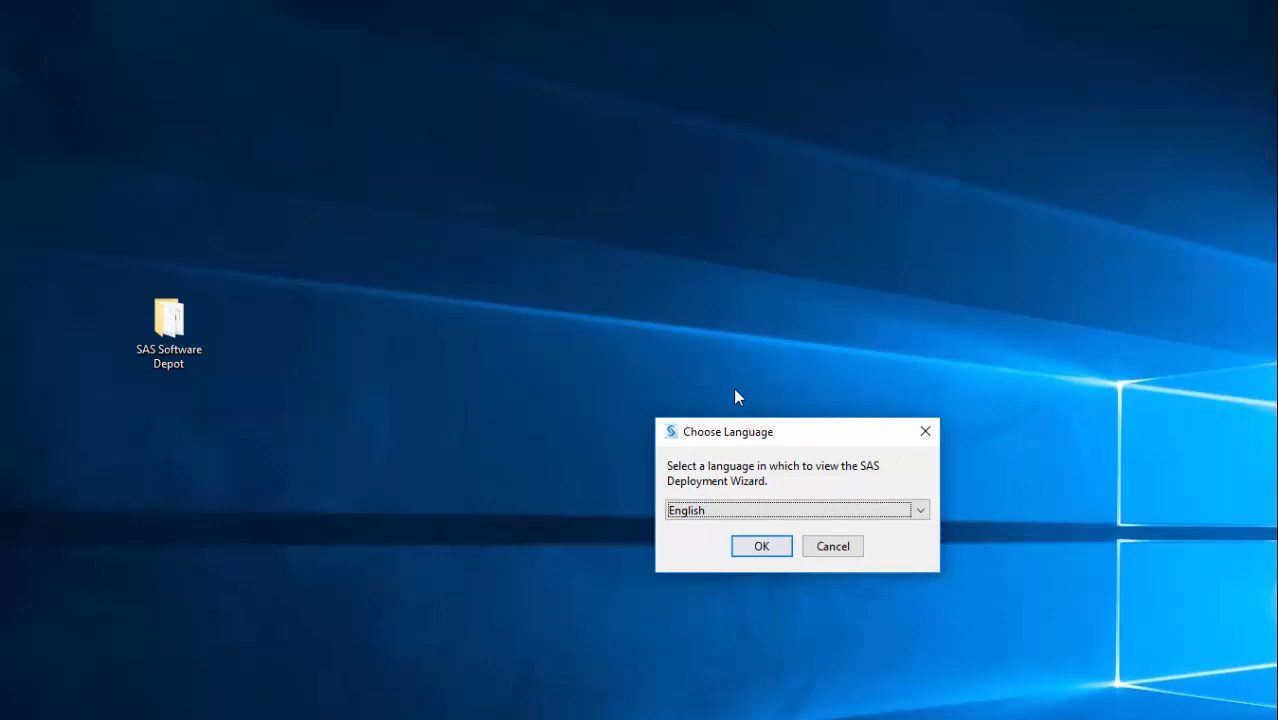 SAS Software
Depot
Choose Language
Select a language in which to view the SAS
Deployment Wizard.
English
OK
Cancel